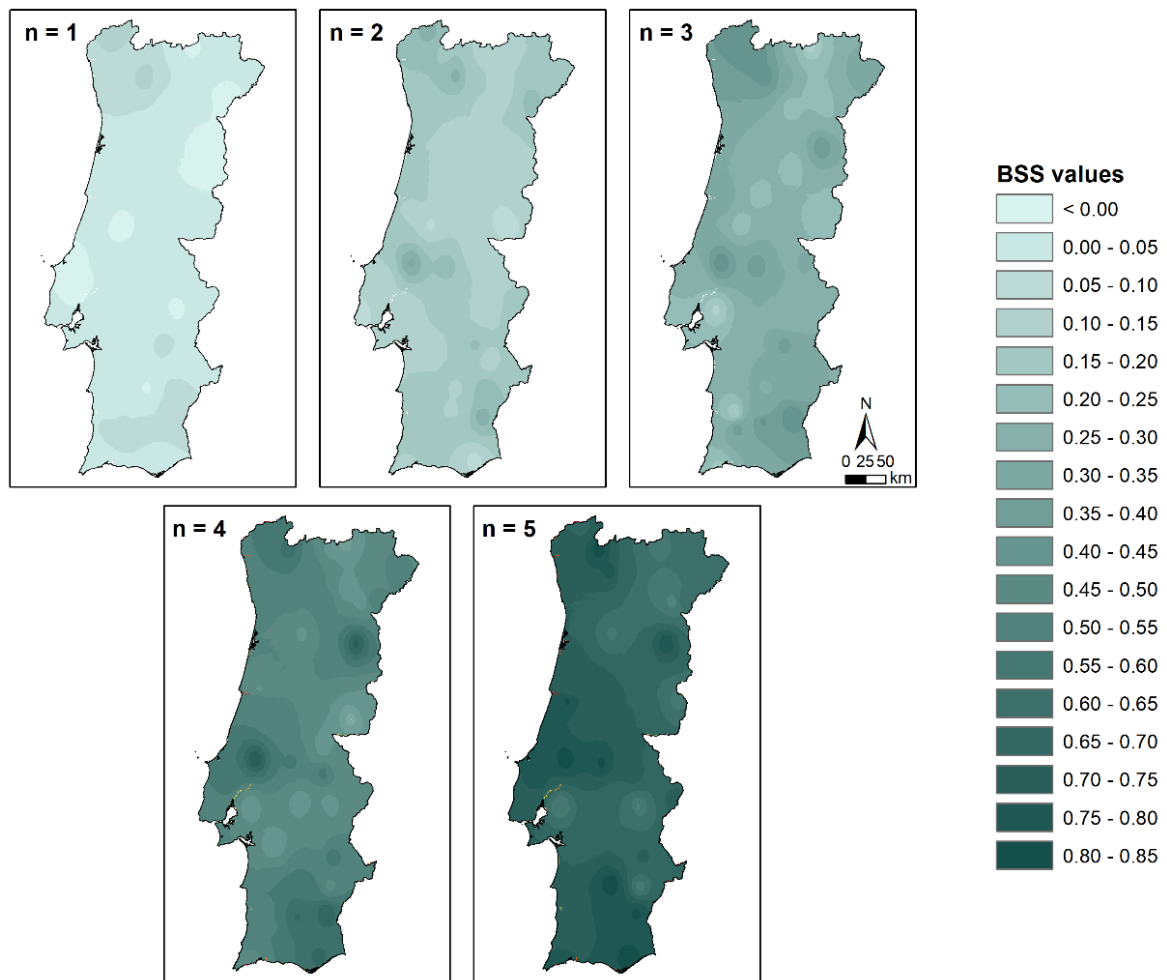 n = 1
n = 2
n = 3
N
0 25 50
km
n = 4
n = 5
BSS values
< 0.00
0.00 - 0.05
0.05 - 0.10
0.10 - 0.15
0.15 - 0.20
0.20 - 0.25
0.25 - 0.30
0.30 - 0.35
0.35 - 0.40
0.40 - 0.45
0.45 - 0.50
0.50 - 0.55
0.55 - 0.60
0.60 - 0.65
0.65 - 0.70
0.70 - 0.75
0.75 - 0.80
0.80 - 0.85